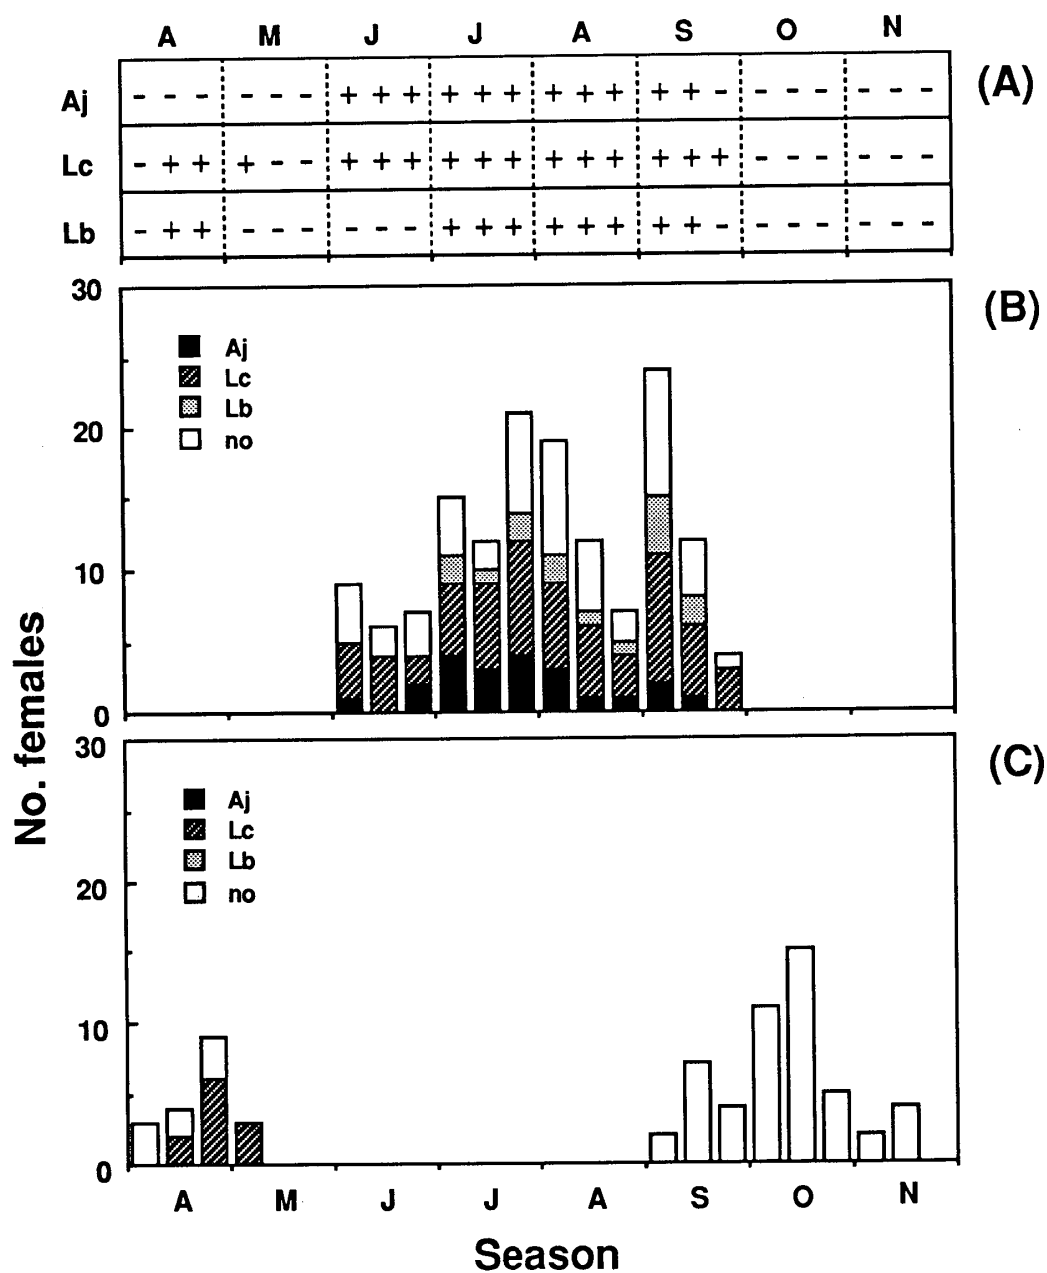 A M J J A S O N
(A)
Aj - - - - - - + + + + + + + + + + + - - - - - - -
Lc - + + + - - + + + + + + + + + + + + - - - - - -
Lb - + + - - - - - - + + + + + + + + - - - - - - -
(B)
30
20
10
0
Aj
Lc
Lb
no
No. females
(C)
30
20
10
0
Aj
Lc
Lb
no
A M J J A S O N
Season